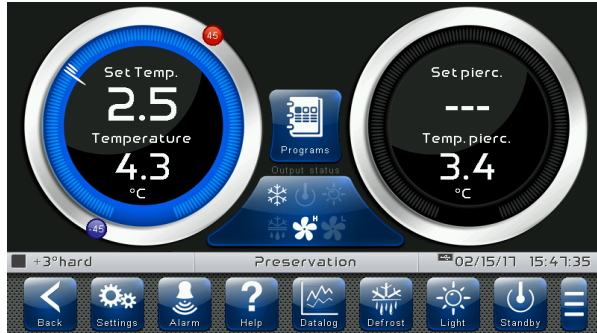 45
Set Temp.
2.5
Temperature
4.3
°C
-45
Programs
Output status
H
L
Set pierc.
---
Temp. pierc.
3.4
°C
+3°hard
Preservation
02/15/17 15:47:35
Back
Settings
Alarm
?
Help
Datalog
Defrost
Light
Standby